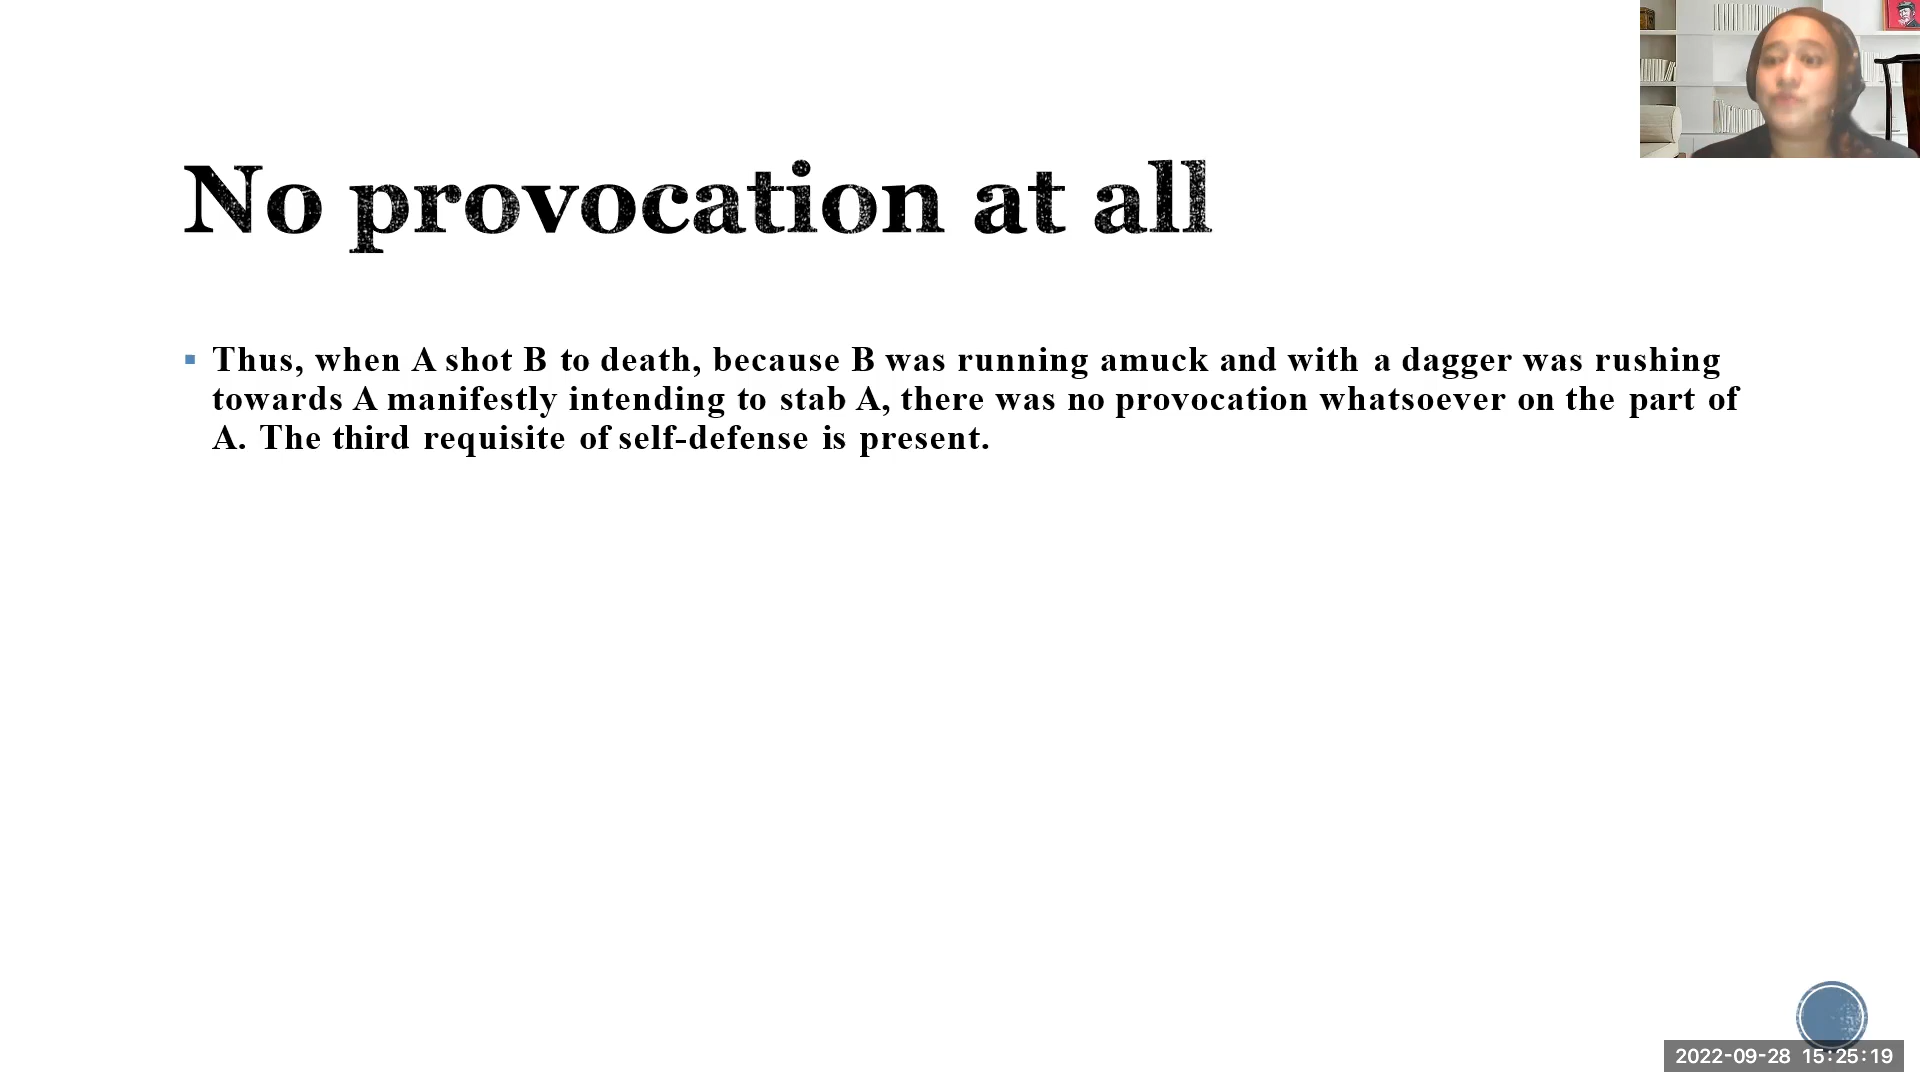 No provocation at all
Thus, when A shot B to death, because B was running amuck and with a dagger was rushing
towards A manifestly intending to stab A, there was no provocation whatsoever on the part of
A. The third requisite of self-defense is present.
2022-09-28 15:25:19